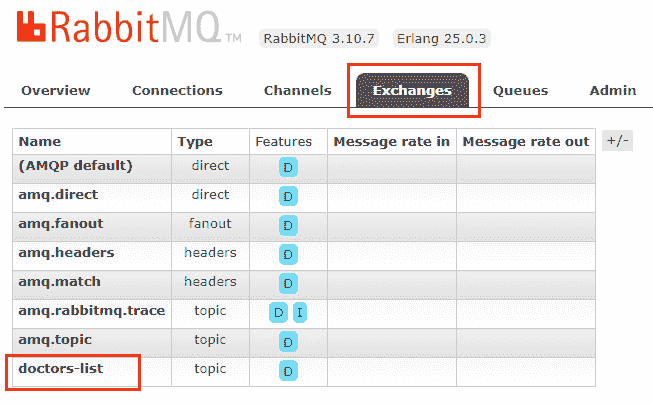 RabbitMQ TM RabbitMQ 3.10.7 Erlang 25.0.3
Overview Connections Channels Exchanges Queues Admin
Name Type Features Message rate in Message rate out +/-
(AMQP default) direct D
amq.direct direct D
amq.fanout fanout D
amq.headers headers D
amq.match headers D
amq.rabbitmq.trace topic D I
amq.topic topic D
doctors-list topic D